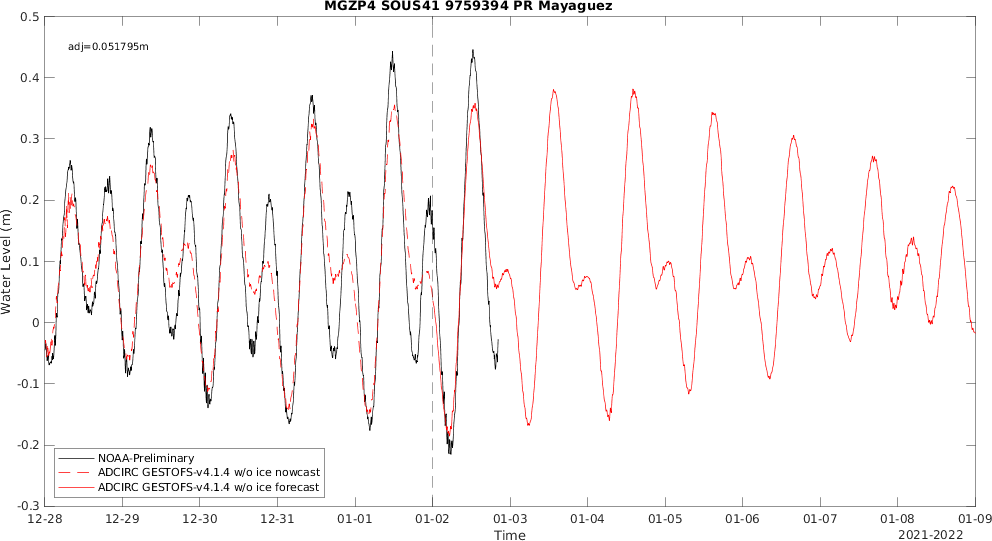 MGZP4 SOUS41 9759394 PR Mayaguez
adj=0.051795m
0.5
0.4
0.3
0.2
0.1
0
-0.1
-0.2
-0.3
Water Level (m)
NOAA-Preliminary
ADCIRC GESTOFS-v4.1.4 w/o ice nowcast
ADCIRC GESTOFS-v4.1.4 w/o ice forecast
12-28 12-29 12-30 12-31 01-01 01-02 01-03 01-04 01-05 01-06 01-07 01-08 01-09
Time
2021-2022